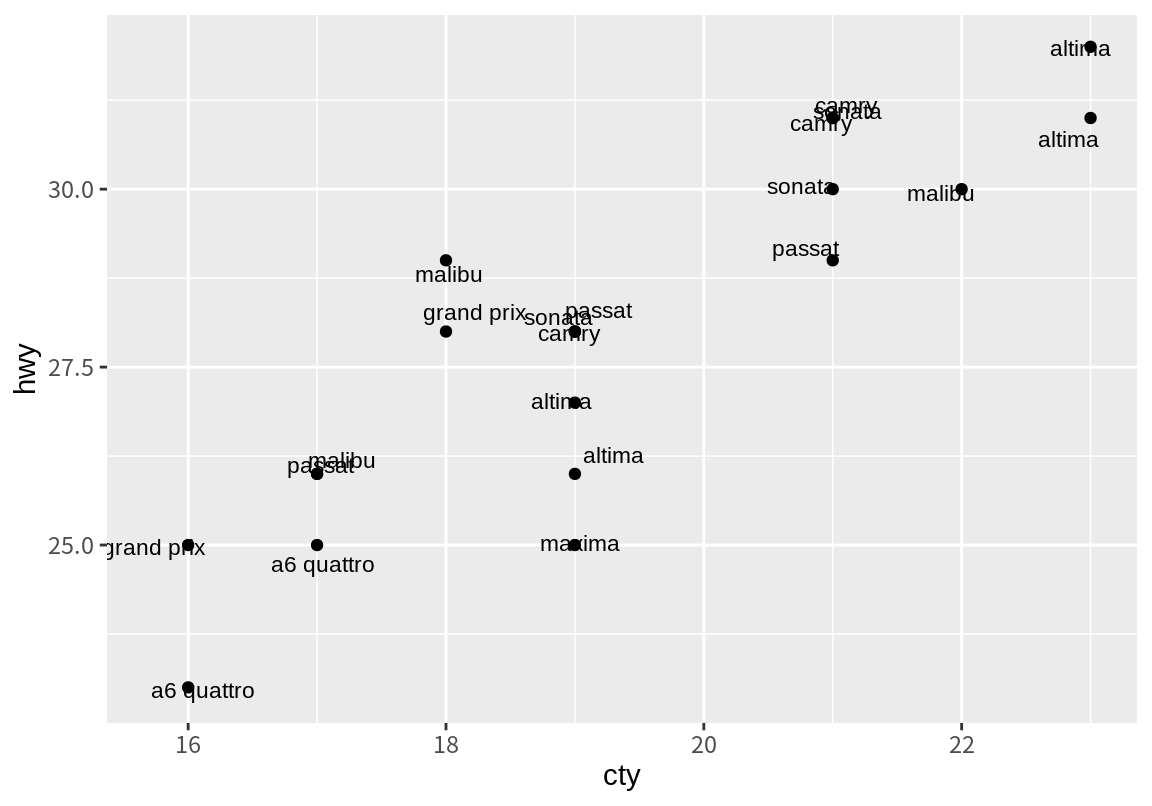 altima
camry
sonata
camry
altima
30.0
sonata
malibu
passat
malibu
grand prix
passat
sonata
camry
27.5
hwy
altima
altima
malibu
passat
25.0
grand prix
maxima
a6 quattro
a6 quattro
16
18
20
22
cty